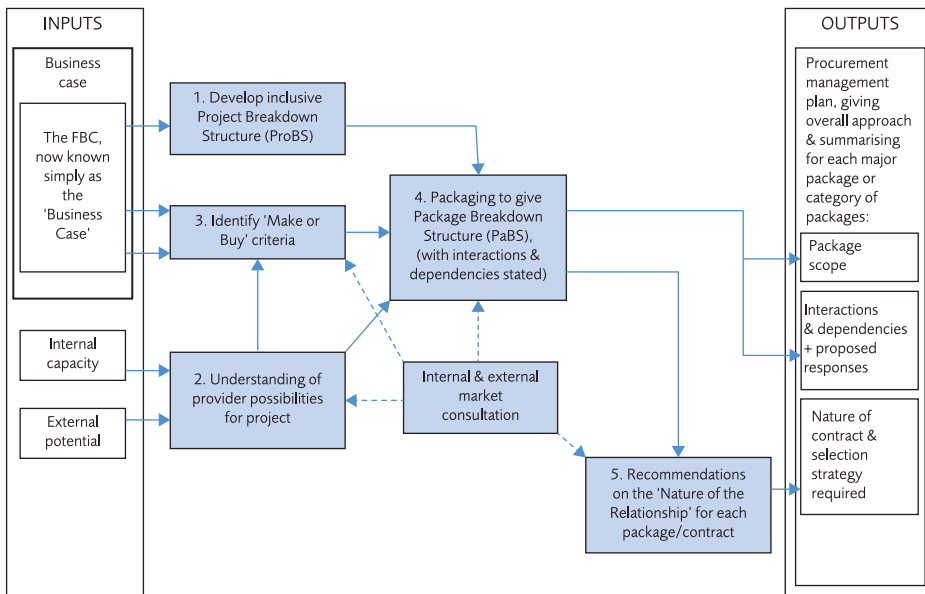 INPUTS
Business
case
The FBC,
now known
simply as
the
'Business
Case'
Internal
capacity
External
potential
1. Develop inclusive
Project Breakdown
Structure (ProBS)
3. Identify 'Make or
Buy' criteria
2. Understanding of
provider possibilities
for project
4. Packaging to give
Package Breakdown
Structure (PaBS),
(with interactions &
dependencies stated)
Internal & external
market
consultation
5. Recommendations
on the 'Nature of the
Relationship' for each
package/contract
OUTPUTS
Procurement
management
plan, giving
overall approach
& summarising
for each major
package or
category of
packages:
Package
scope
Interactions
& dependencies
+ proposed
responses
Nature of
contract &
selection
strategy
required